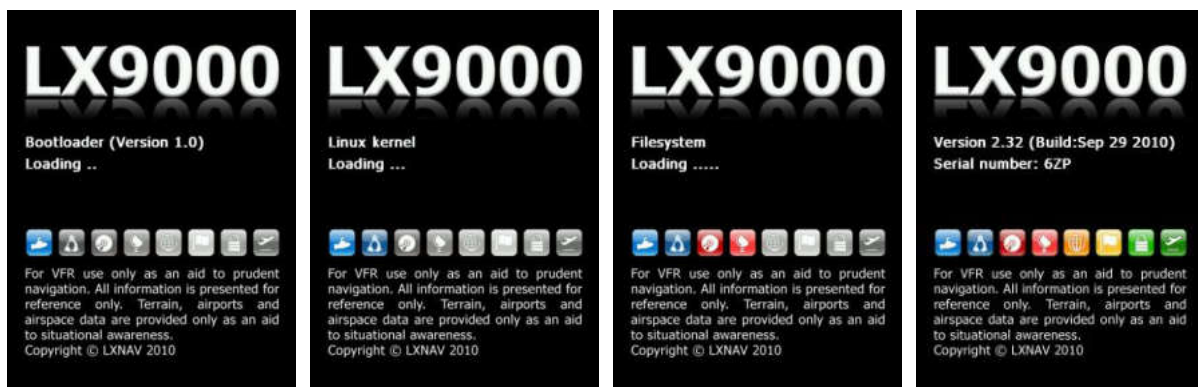 LX9000
Bootloader (Version 1.0)
Loading ..
For VFR use only as an aid to prudent
navigation. All information is presented for
reference only. Terrain, airports and
airspace data are provided only as an aid
to situational awareness.
Copyright © LXNAV 2010
LX9000
Linux kernel
Loading ...
For VFR use only as an aid to prudent
navigation. All information is presented for
reference only. Terrain, airports and
airspace data are provided only as an aid
to situational awareness.
Copyright © LXNAV 2010
LX9000
Filesystem
Loading .....
For VFR use only as an aid to prudent
navigation. All information is presented for
reference only. Terrain, airports and
airspace data are provided only as an aid
to situational awareness.
Copyright © LXNAV 2010
LX9000
Version 2.32 (Build:Sep 29 2010)
Serial number: 6ZP
For VFR use only as an aid to prudent
navigation. All information is presented for
reference only. Terrain, airports and
airspace data are provided only as an aid
to situational awareness.
Copyright © LXNAV 2010